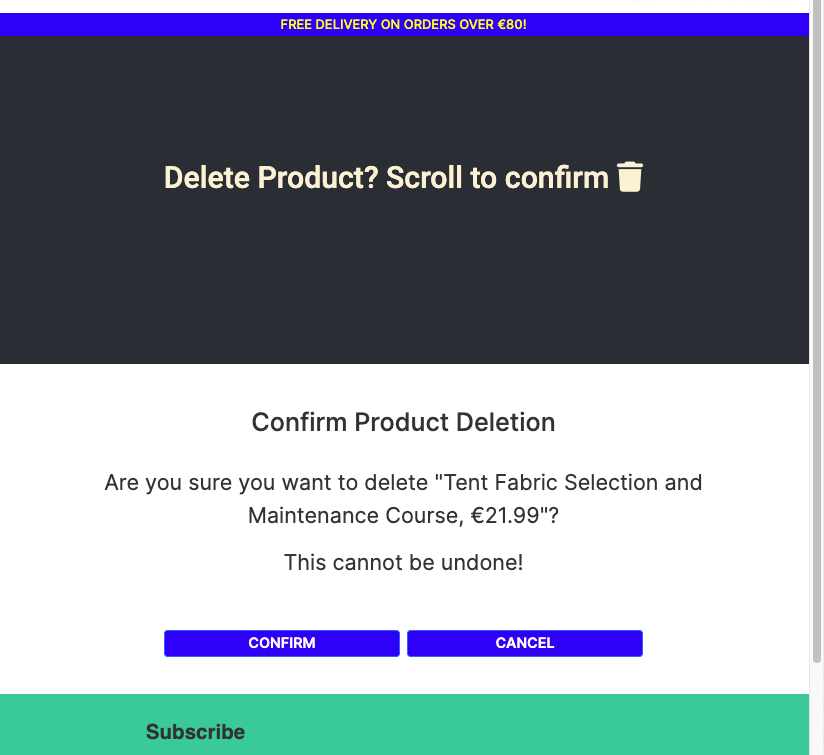 FREE DELIVERY ON ORDERS OVER €80!
Delete Product? Scroll to confirm
Confirm Product Deletion
Are you sure you want to delete "Tent Fabric Selection and
Maintenance Course, €21.99"?
This cannot be undone!
CONFIRM CANCEL
Subscribe